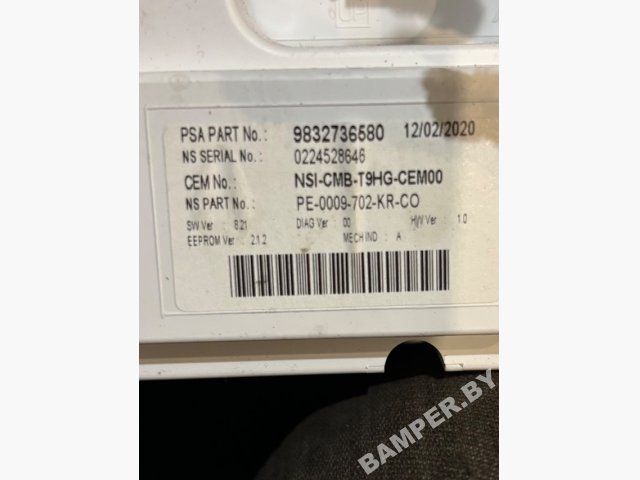 PSA PART No.: 9832736580 12/02/2020
NS SERIAL No.: 0224528646
CEM No.: NSI-CMB-T9HG-CEM00
NS PART No.: PE-0009-702-KR-CO
SW Ver : 8.21 DIAG Ver : 00 H/W Ver : 1.0
EEPROM Ver : 2.1.2 MECH IND : A
BAMPER.BY